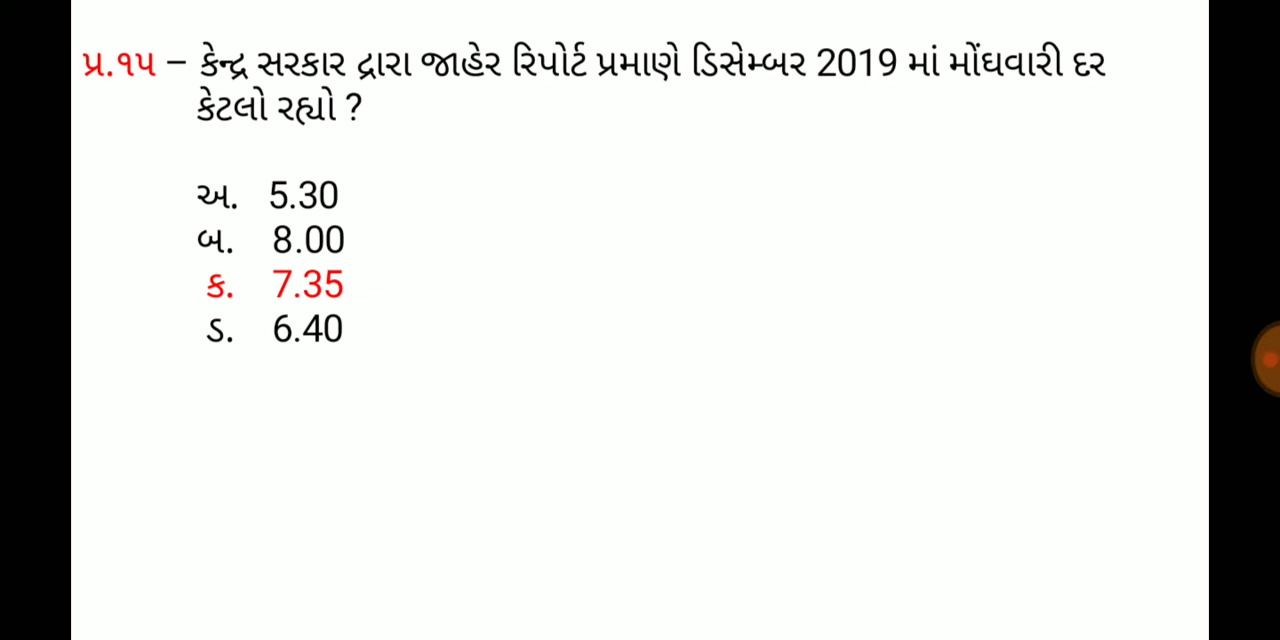 પ્ર.૧૫ – કેન્દ્ર સરકાર દ્વારા જાહેર રિપોર્ટ પ્રમાણે ડિસેમ્બર 2019 માં મોંઘવારી દર
કેટલો રહ્યો ?
અ. 5.30
બ. 8.00
ક. 7.35
ડ. 6.40